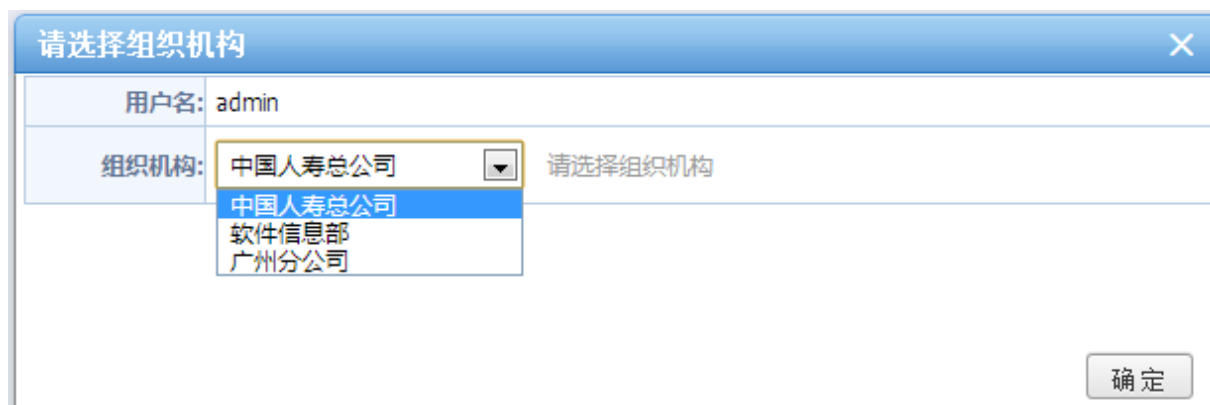 请选择组织机构
用户名: admin
组织机构: 中国人寿总公司 请选择组织机构
中国人寿总公司
软件信息部
广州分公司
确定